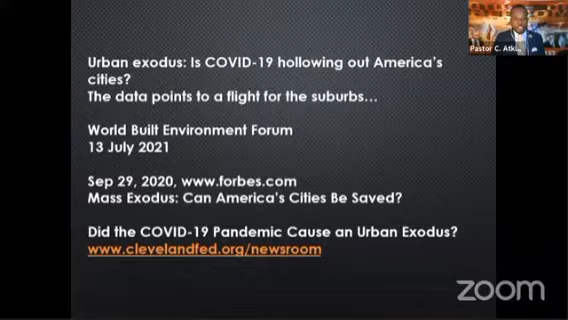 Urban exodus: Is COVID-19 hollowing out America's
cities?
The data points to a flight for the suburbs…
World Built Environment Forum
13 July 2021
Sep 29, 2020, www.forbes.com
Mass Exodus: Can America's Cities Be Saved?
Did the COVID-19 Pandemic Cause an Urban Exodus?
www.clevelandfed.org/newsroom
Pastor C.
zoom